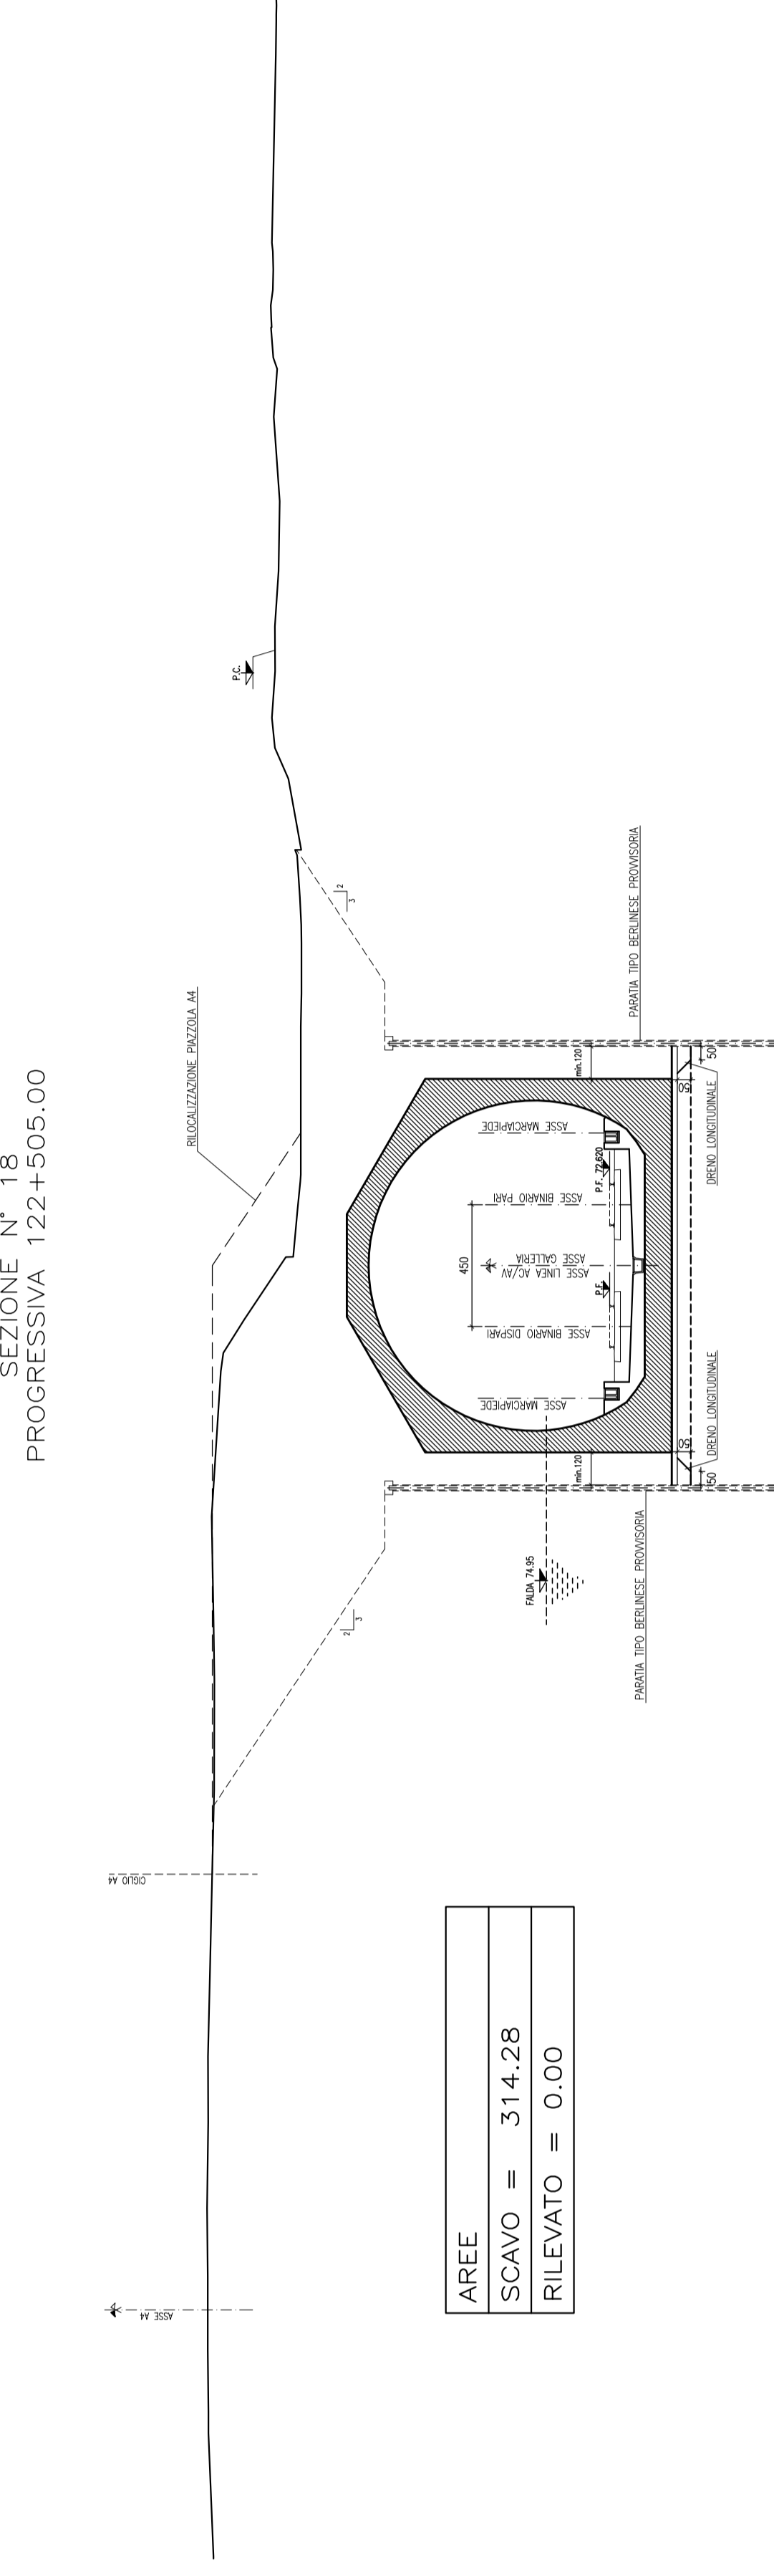 SEZIONE N° 18
PROGRESSIVA 122+505.00
ASSE A4
CIGLIO A4
RILOCALIZZAZIONE PIAZZOLA A4
P.C.
2
3
2
3
450
ASSE MARCIAPIEDE
ASSE BINARIO DISPARI
ASSE LINEA AC/AV
ASSE GALLERIA
ASSE BINARIO PARI
ASSE MARCIAPIEDE
FALDA 74.95
P.F.
P.F. 72.620
min.120
min.120
PARATIA TIPO BERLINESE PROVVISORIA
PARATIA TIPO BERLINESE PROVVISORIA
50
50
50
50
DRENO LONGITUDINALE
DRENO LONGITUDINALE
AREE
SCAVO = 314.28
RILEVATO = 0.00